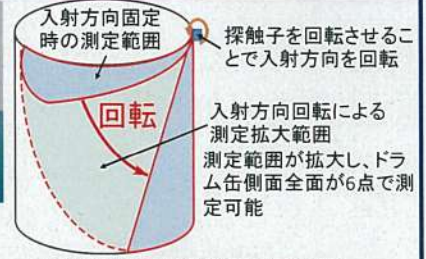 入射方向固定
時の測定範囲
探触子を回転させるこ
とで入射方向を回転
回転
入射方向回転による
測定拡大範囲
測定範囲が拡大し、ドラ
ム缶側面全面が6点で測
定可能